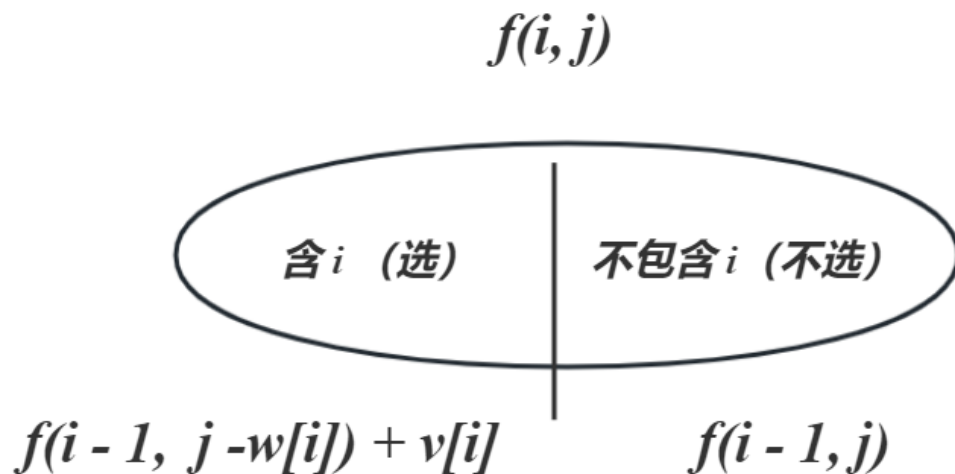 f(i, j)
含 i （选） 不包含 i（不选）
f(i - 1, j -w[i]) + v[i] f(i - 1, j)